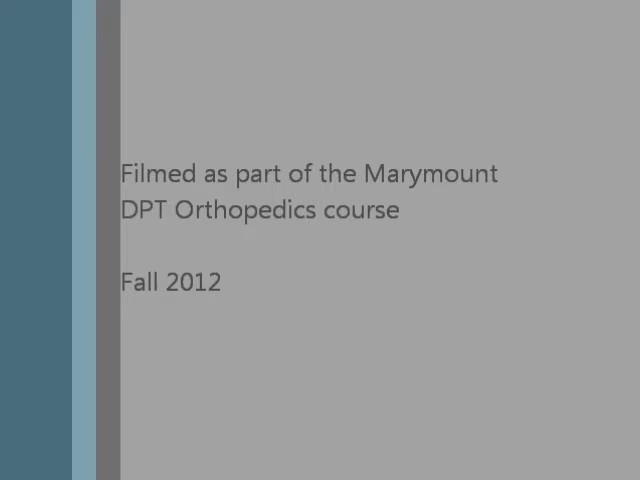 Filmed as part of the Marymount
DPT Orthopedics course
Fall 2012